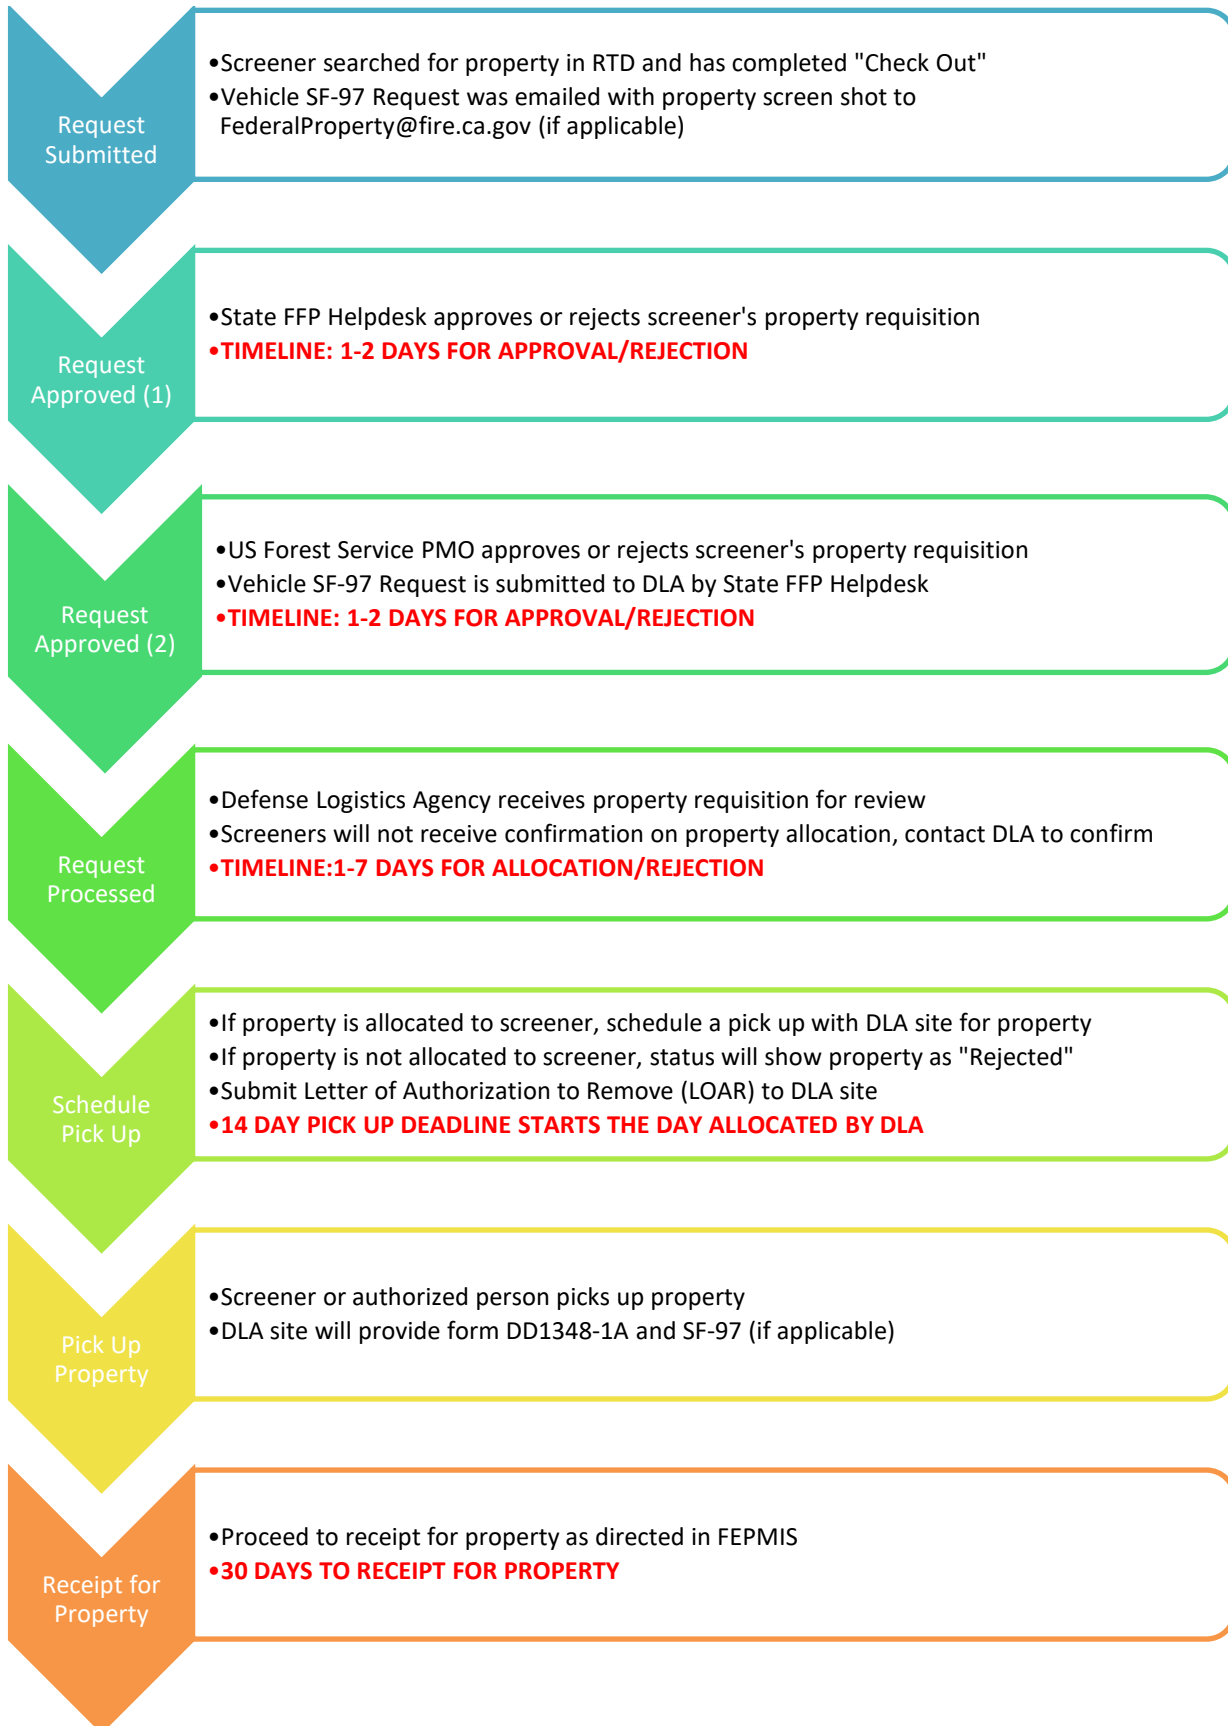 Request
Submitted
•Screener searched for property in RTD and has completed "Check Out"
•Vehicle SF-97 Request was emailed with property screen shot to
FederalProperty@fire.ca.gov (if applicable)
Request
Approved (1)
•State FFP Helpdesk approves or rejects screener's property requisition
•TIMELINE: 1-2 DAYS FOR APPROVAL/REJECTION
Request
Approved (2)
•US Forest Service PMO approves or rejects screener's property requisition
•Vehicle SF-97 Request is submitted to DLA by State FFP Helpdesk
•TIMELINE: 1-2 DAYS FOR APPROVAL/REJECTION
Request
Processed
•Defense Logistics Agency receives property requisition for review
•Screeners will not receive confirmation on property allocation, contact DLA to confirm
•TIMELINE:1-7 DAYS FOR ALLOCATION/REJECTION
Schedule
Pick Up
•If property is allocated to screener, schedule a pick up with DLA site for property
•If property is not allocated to screener, status will show property as "Rejected"
•Submit Letter of Authorization to Remove (LOAR) to DLA site
•14 DAY PICK UP DEADLINE STARTS THE DAY ALLOCATED BY DLA
Pick Up
Property
•Screener or authorized person picks up property
•DLA site will provide form DD1348-1A and SF-97 (if applicable)
Receipt for
Property
•Proceed to receipt for property as directed in FEPMIS
•30 DAYS TO RECEIPT FOR PROPERTY